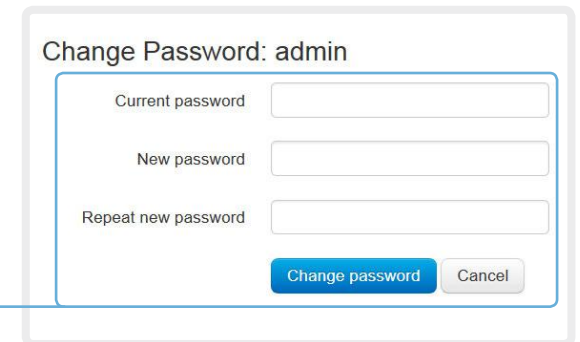 Change Password: admin
Current password
New password
Repeat new password
Change password Cancel